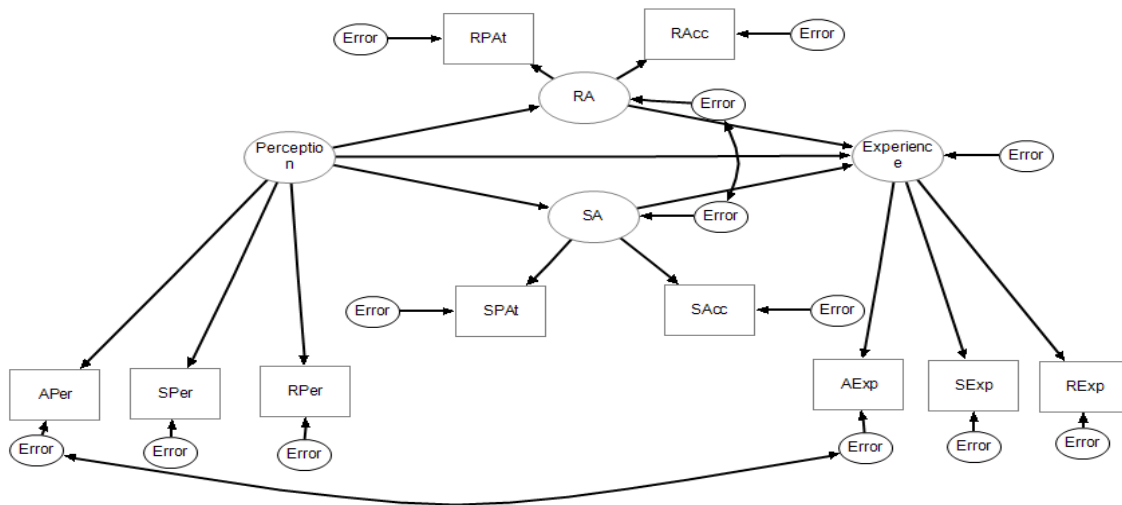 Error
RPAt
RAcc
Error
RA
Error
Perceptio
n
Experienc
e
Error
SA
Error
Error
SPAt
SAcc
Error
APer
SPer
RPer
AExp
SExp
RExp
Error
Error
Error
Error
Error
Error